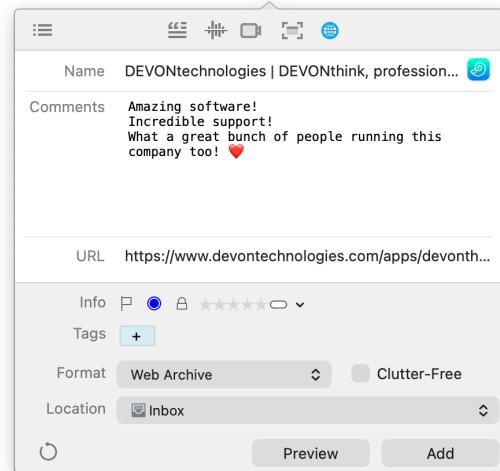 Name DEVONtechnologies | DEVONthink, profession...
Comments Amazing software!
Incredible support!
What a great bunch of people running this
company too! ❤️
URL https://www.devontechnologies.com/apps/devonth...
Info
Tags +
Format Web Archive Clutter-Free
Location Inbox
Preview Add